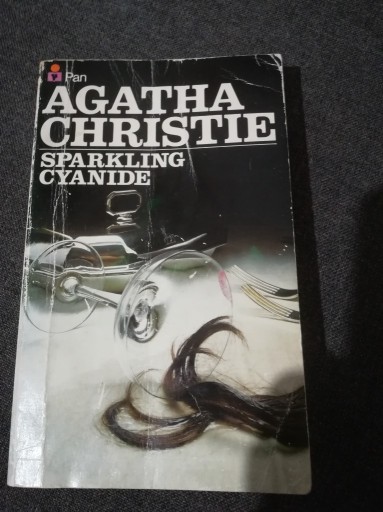 Pan
AGATHA
CHRISTIE
SPARKLING
CYANIDE